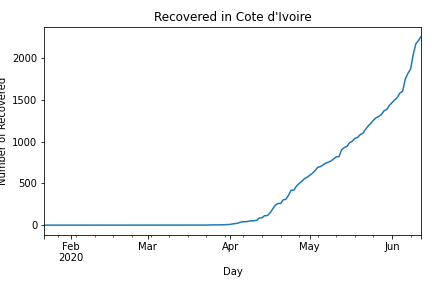 Recovered in Cote d'Ivoire
Number of Recovered
2000
1500
1000
500
0
Feb
2020
Mar
Apr
May
Jun
Day